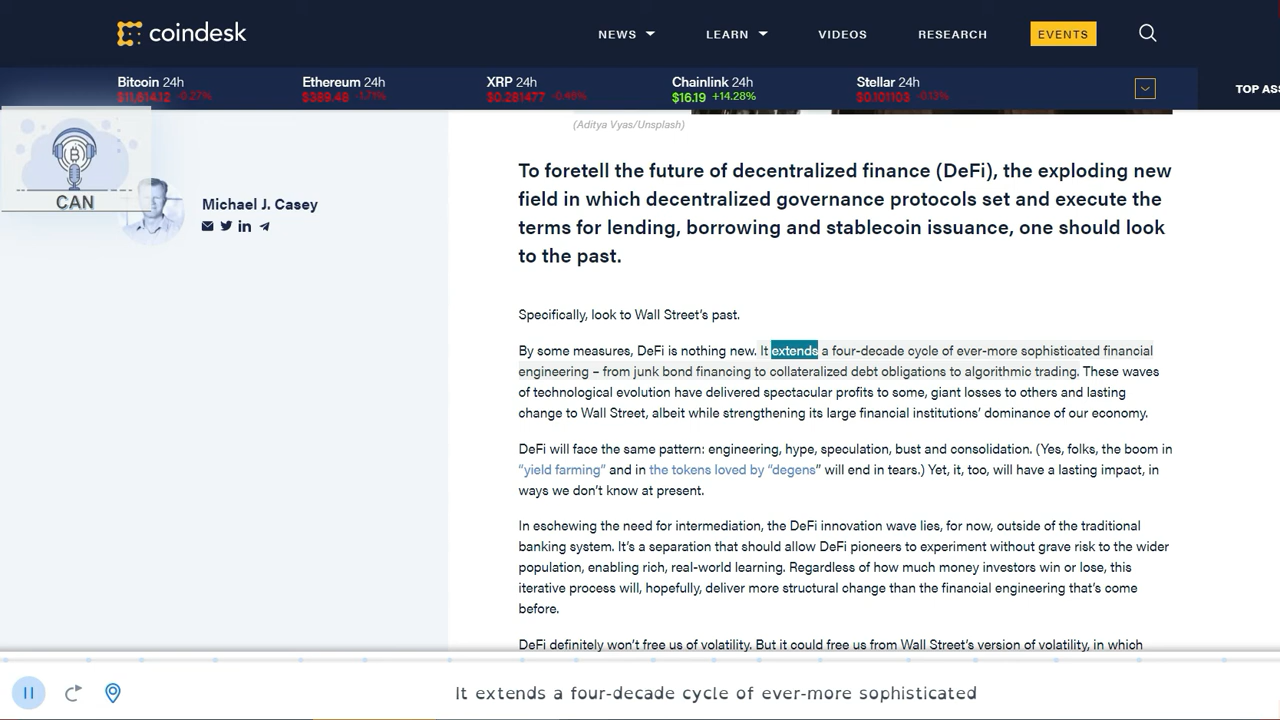 coindesk
NEWS
LEARN
VIDEOS
RESEARCH
EVENTS
Bitcoin 24h
$11,614.12 -0.27%
Ethereum 24h
$389.48 -1.71%
XRP 24h
$0.281477 -0.48%
Chainlink 24h
$16.19 +14.28%
Stellar 24h
$0.101103 -0.13%
TOP ASS
CAN
(Aditya Vyas/Unsplash)
Michael J. Casey
To foretell the future of decentralized finance (DeFi), the exploding new
field in which decentralized governance protocols set and execute the
terms for lending, borrowing and stablecoin issuance, one should look
to the past.
Specifically, look to Wall Street's past.
By some measures, DeFi is nothing new. It extends a four-decade cycle of ever-more sophisticated financial
engineering – from junk bond financing to collateralized debt obligations to algorithmic trading. These waves
of technological evolution have delivered spectacular profits to some, giant losses to others and lasting
change to Wall Street, albeit while strengthening its large financial institutions' dominance of our economy.
DeFi will face the same pattern: engineering, hype, speculation, bust and consolidation. (Yes, folks, the boom in
“yield farming” and in the tokens loved by “degens” will end in tears.) Yet, it, too, will have a lasting impact, in
ways we don't know at present.
In eschewing the need for intermediation, the DeFi innovation wave lies, for now, outside of the traditional
banking system. It's a separation that should allow DeFi pioneers to experiment without grave risk to the wider
population, enabling rich, real-world learning. Regardless of how much money investors win or lose, this
iterative process will, hopefully, deliver more structural change than the financial engineering that's come
before.
DeFi definitely won't free us of volatility. But it could free us from Wall Street's version of volatility, in which
It extends a four-decade cycle of ever-more sophisticated